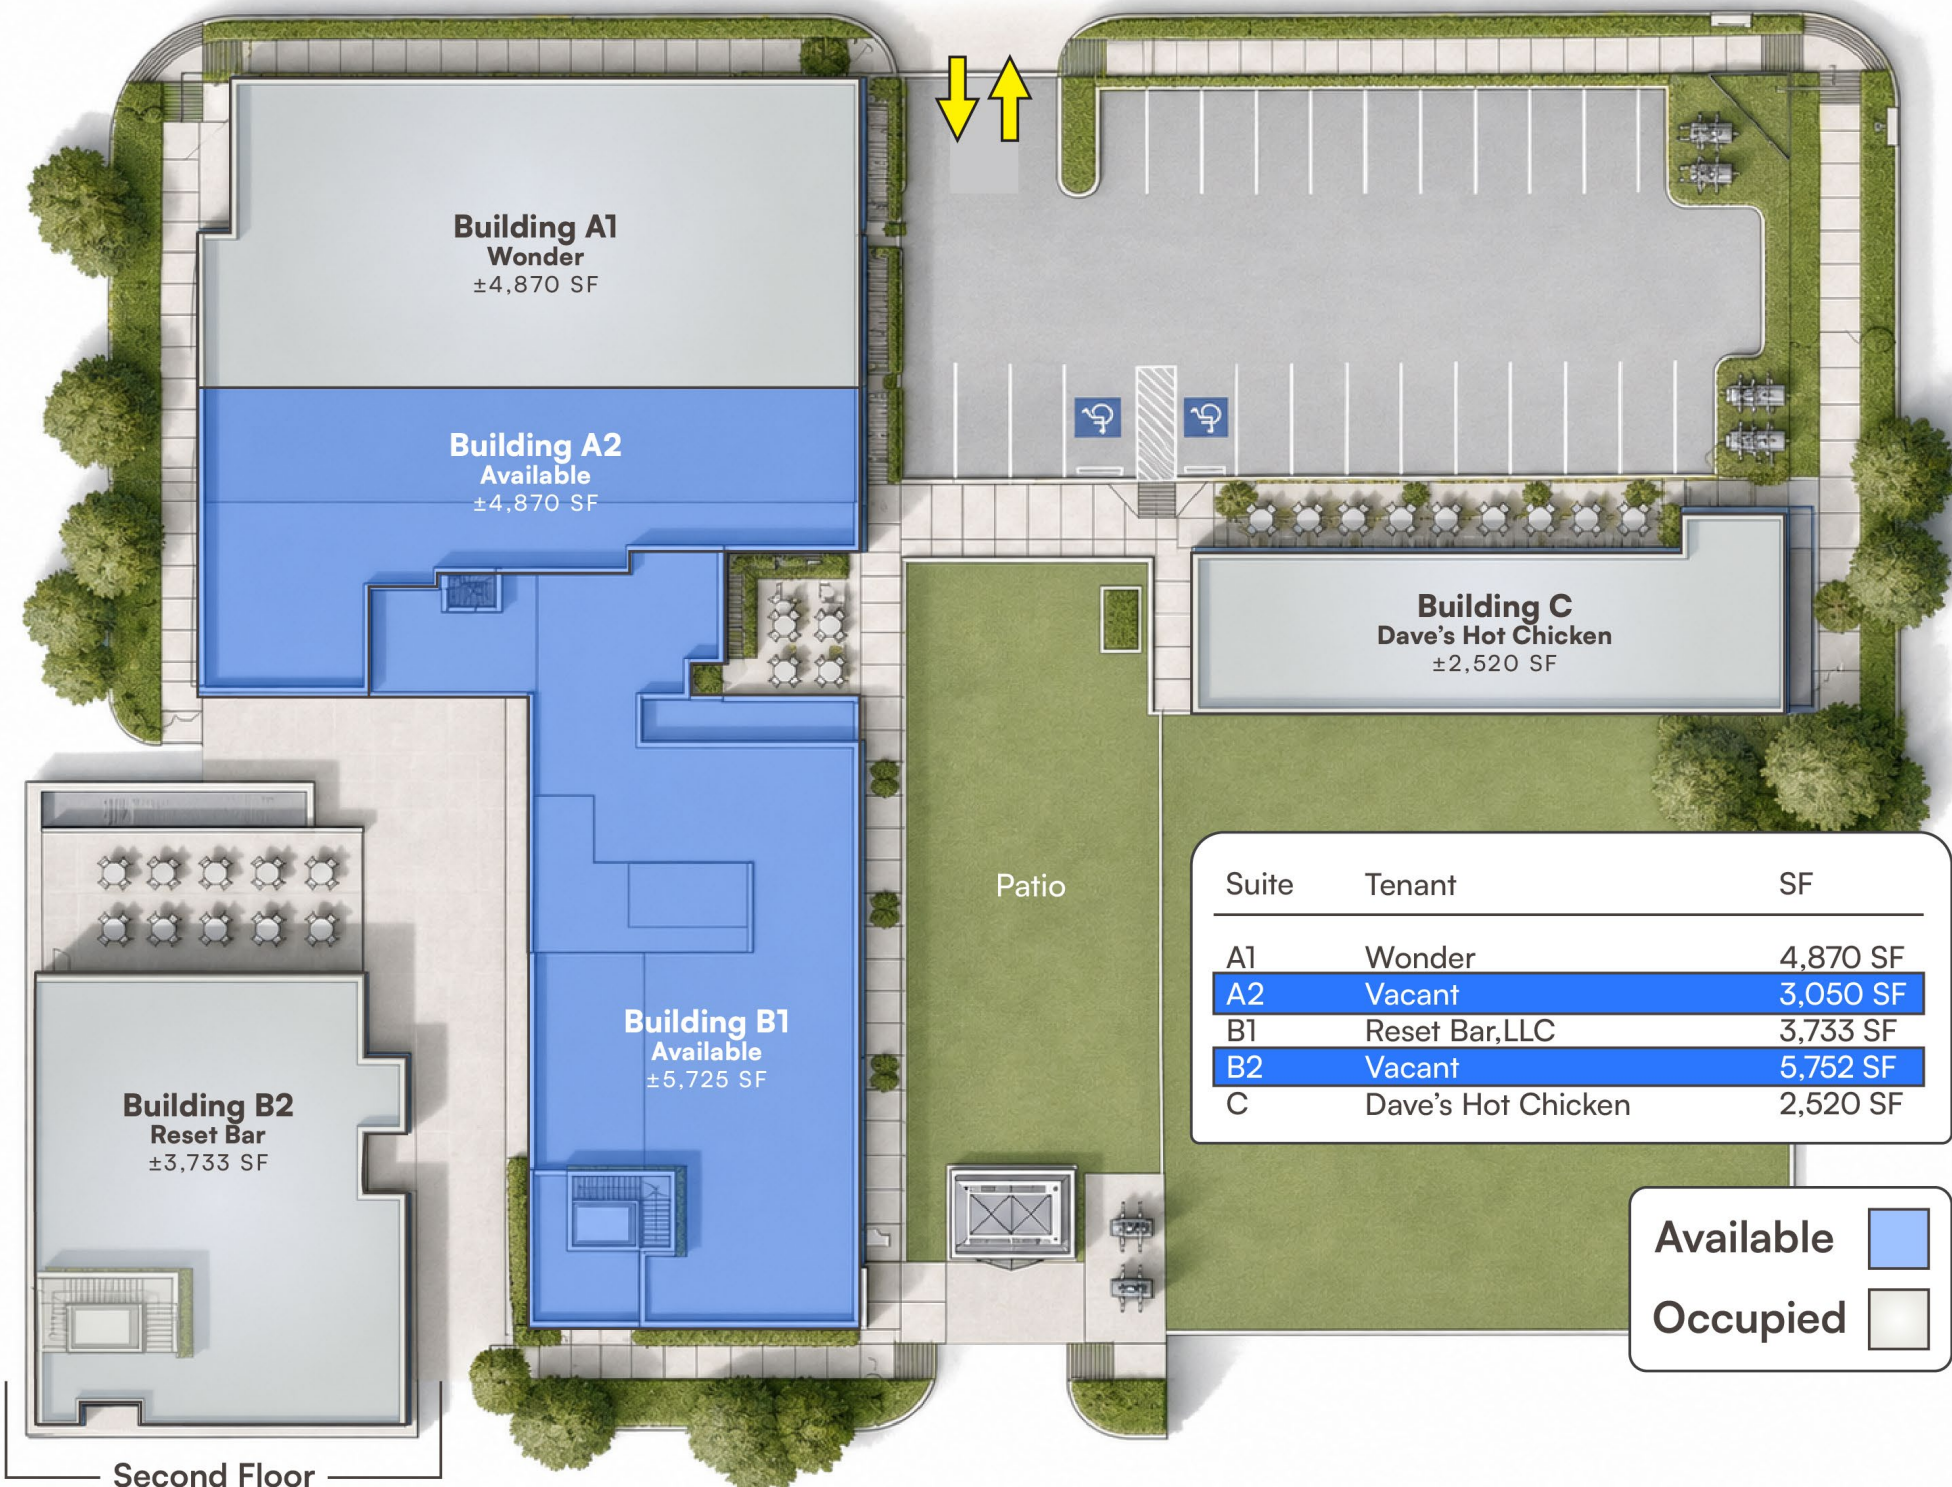 Building A1
Wonder
±4,870 SF
Building A2
Available
±4,870 SF
Building C
Dave's Hot Chicken
±2,520 SF
Patio
Building B1
Available
±5,725 SF
Building B2
Reset Bar
±3,733 SF
Second Floor
Suite Tenant SF
A1 Wonder 4,870 SF
A2 Vacant 3,050 SF
B1 Reset Bar,LLC 3,733 SF
B2 Vacant 5,752 SF
C Dave's Hot Chicken 2,520 SF
Available
Occupied